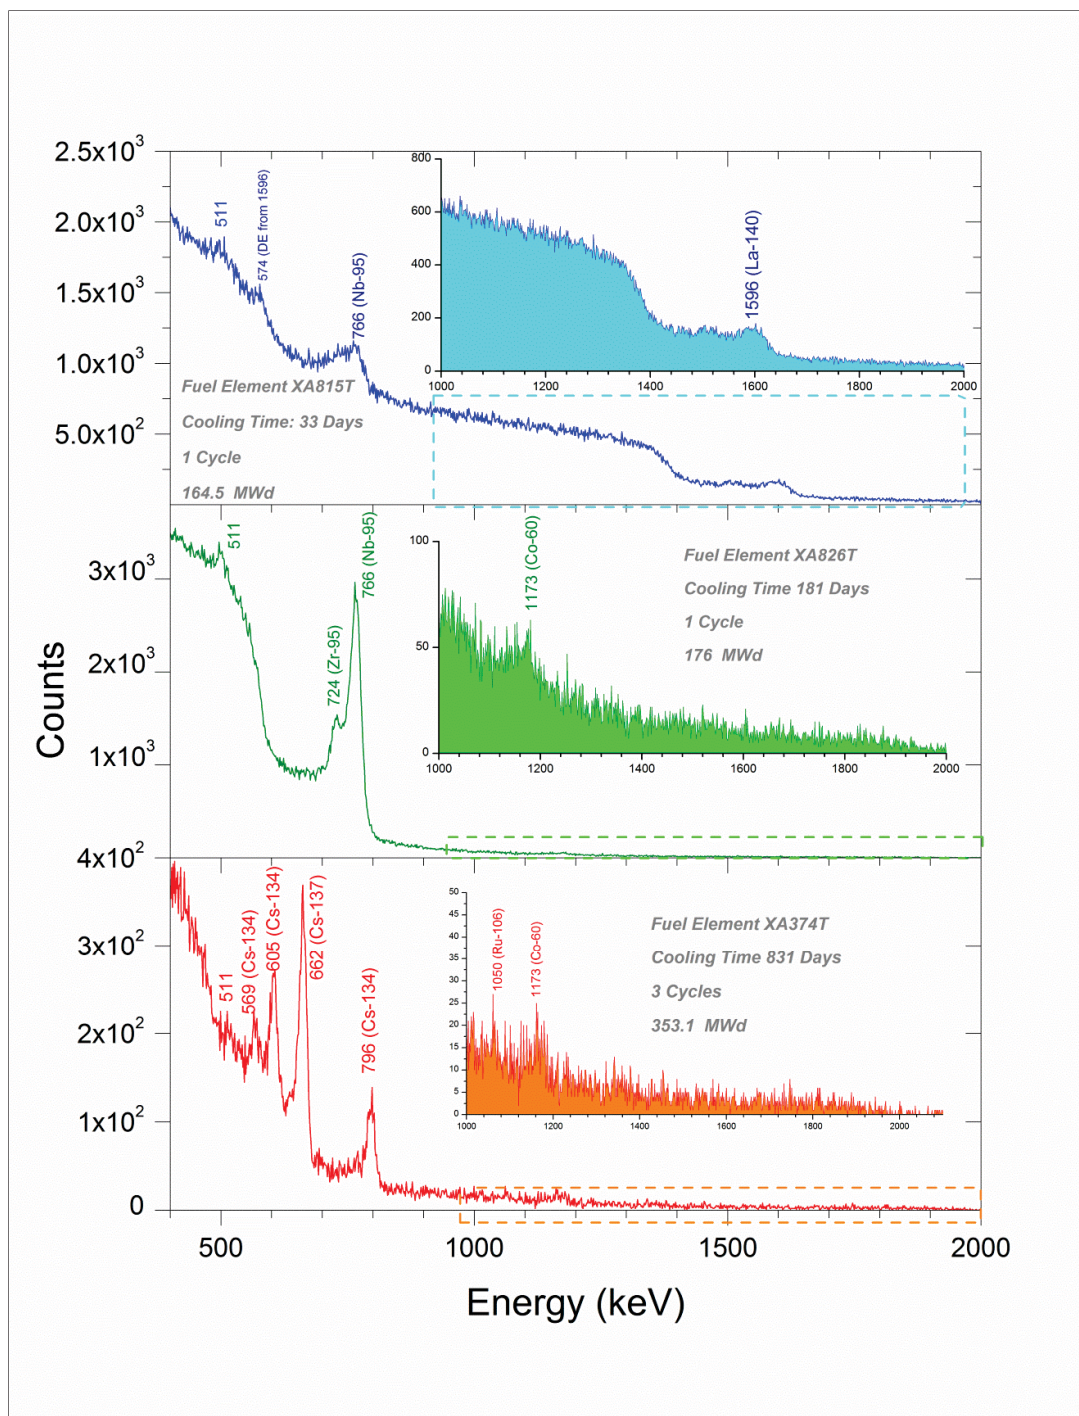 2.5x10³
2.0x10³
1.5x10³
1.0x10³
5.0x10²
511
574 (DE from 1596)
766 (Nb-95)
Fuel Element XA815T
Cooling Time: 33 Days
1 Cycle
164.5 MWd
800
600
400
200
0
1000
1200
1400
1600
1800
2000
1596 (La-140)
3x10³
2x10³
1x10³
511
724 (Zr-95)
766 (Nb-95)
100
50
0
1000
1200
1400
1600
1800
2000
1173 (Co-60)
Fuel Element XA826T
Cooling Time 181 Days
1 Cycle
176 MWd
4x10²
3x10²
2x10²
1x10²
0
511
569 (Cs-134)
605 (Cs-134)
662 (Cs-137)
796 (Cs-134)
50
45
40
35
30
25
20
15
10
5
0
1000
1200
1400
1600
1800
2000
1050 (Ru-106)
1173 (Co-60)
Fuel Element XA374T
Cooling Time 831 Days
3 Cycles
353.1 MWd
500
1000
1500
2000
Counts
Energy (keV)